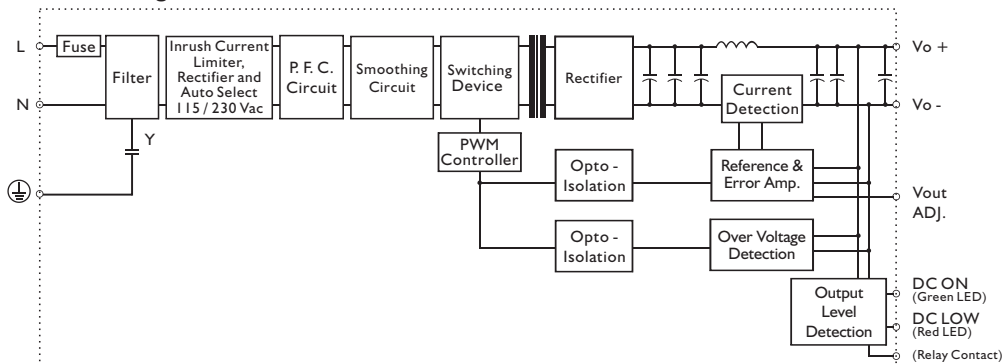 L
Fuse
Filter
Inrush Current
Limiter,
Rectifier and
Auto Select
115 / 230 Vac
P. F. C.
Circuit
Smoothing
Circuit
Switching
Device
Rectifier
Current
Detection
Vo +
N
Vo -
Y
PWM
Controller
Opto -
Isolation
Reference &
Error Amp.
Vout
ADJ.
Opto -
Isolation
Over Voltage
Detection
Output
Level
Detection
DC ON
(Green LED)
DC LOW
(Red LED)
(Relay Contact)